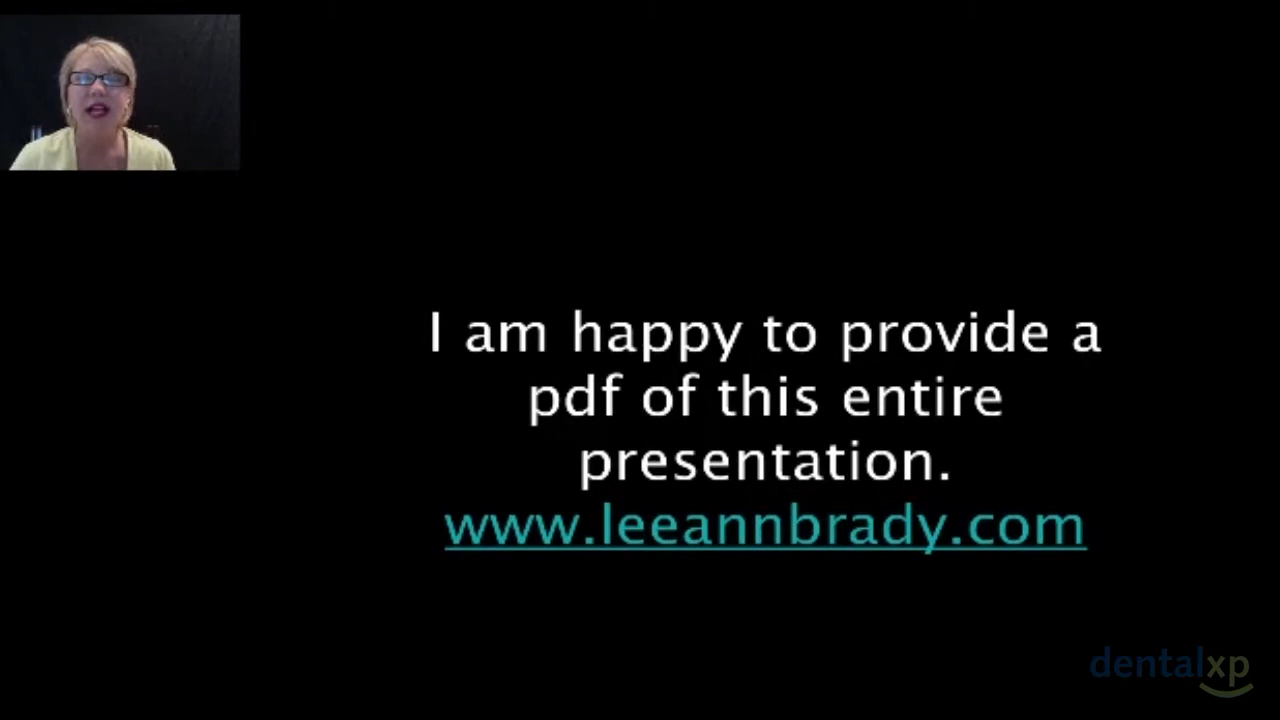 I am happy to provide a
pdf of this entire
presentation.
www.leeannbrady.com
dentalxp